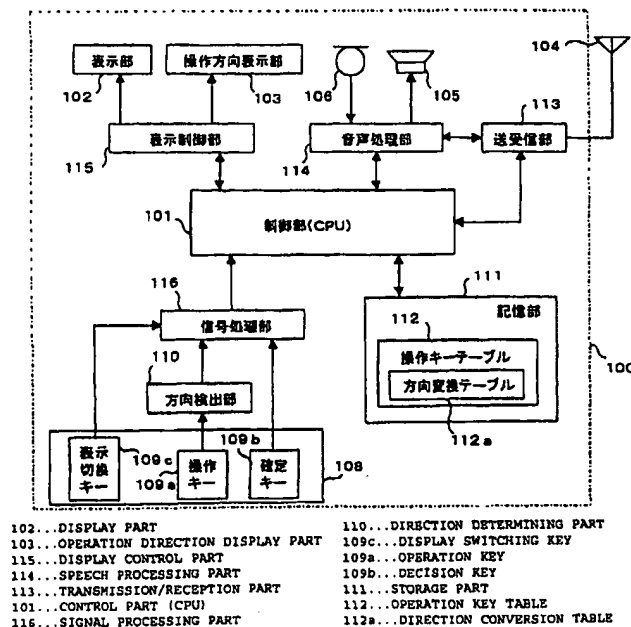 104
表示部
操作方向表示部
102
103
106
105
113
表示制御部
115
音声処理部
114
送受信部
101
制御部(CPU)
116
信号処理部
111
記憶部
112
操作キーテーブル
方向変換テーブル
112a
100
110
方向検出部
表示
切換
キー
109c
操作
キー
109a
109b
確定
キー
108
102...DISPLAY PART
103...OPERATION DIRECTION DISPLAY PART
115...DISPLAY CONTROL PART
114...SPEECH PROCESSING PART
113...TRANSMISSION/RECEPTION PART
101...CONTROL PART (CPU)
116...SIGNAL PROCESSING PART
110...DIRECTION DETERMINING PART
109c...DISPLAY SWITCHING KEY
109a...OPERATION KEY
109b...DECISION KEY
111...STORAGE PART
112...OPERATION KEY TABLE
112a...DIRECTION CONVERSION TABLE